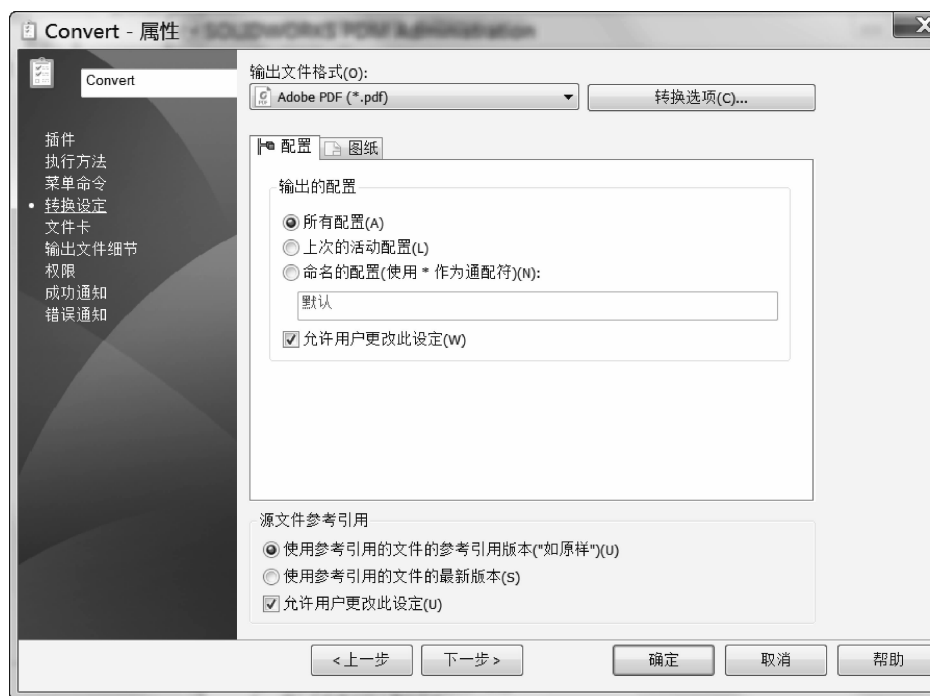 Convert - 属性 - SOLIDWORKS PDM Administration
Convert
插件
执行方法
菜单命令
• 转换设定
文件卡
输出文件细节
权限
成功通知
错误通知
输出文件格式(O):
Adobe PDF (*.pdf)
转换选项(C)...
配置
图纸
输出的配置
所有配置(A)
上次的活动配置(L)
命名的配置(使用 * 作为通配符)(N):
默认
允许用户更改此设定(W)
源文件参考引用
使用参考引用的文件的参考引用版本("如原样")(U)
使用参考引用的文件的最新版本(S)
允许用户更改此设定(U)
<上一步
下一步>
确定
取消
帮助